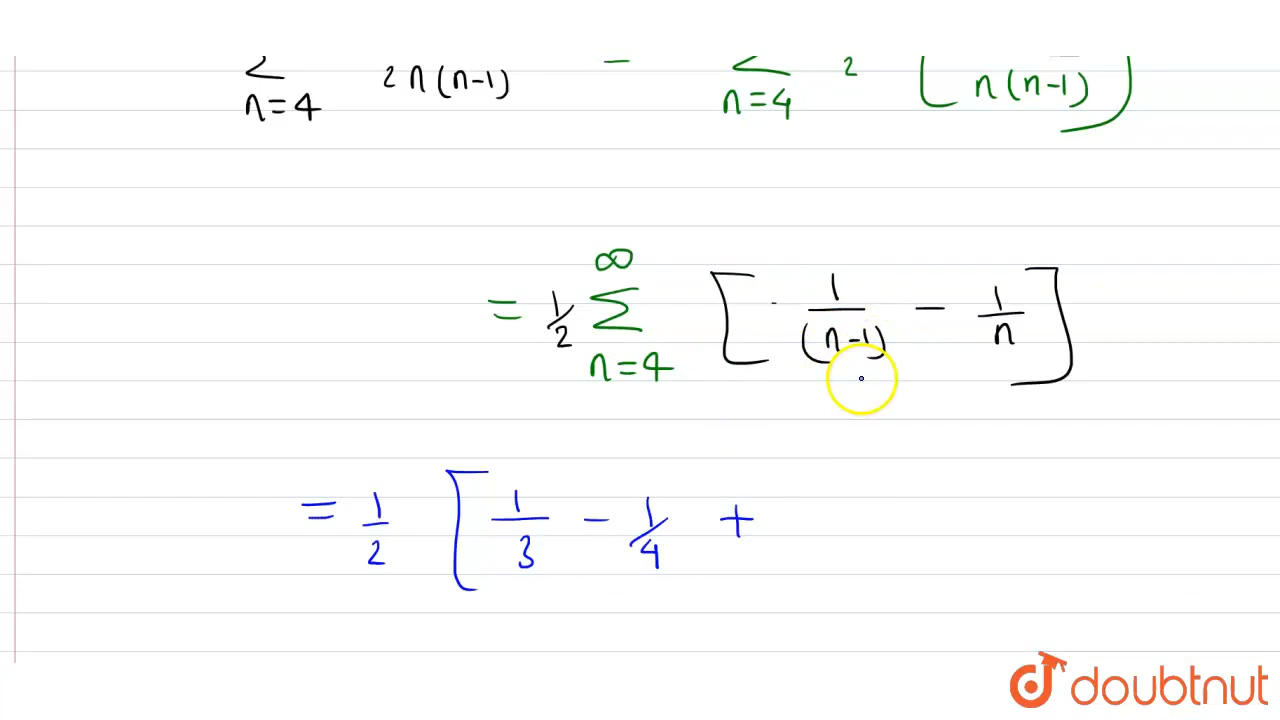 Σ n=4 2n(n-1) = Σ n=4 2 [ n(n-1) ]
= 1/2 ∞ Σ n=4 [ 1/(n-1) - 1/n ]
= 1/2 [ 1/3 - 1/4 +
doubtnut